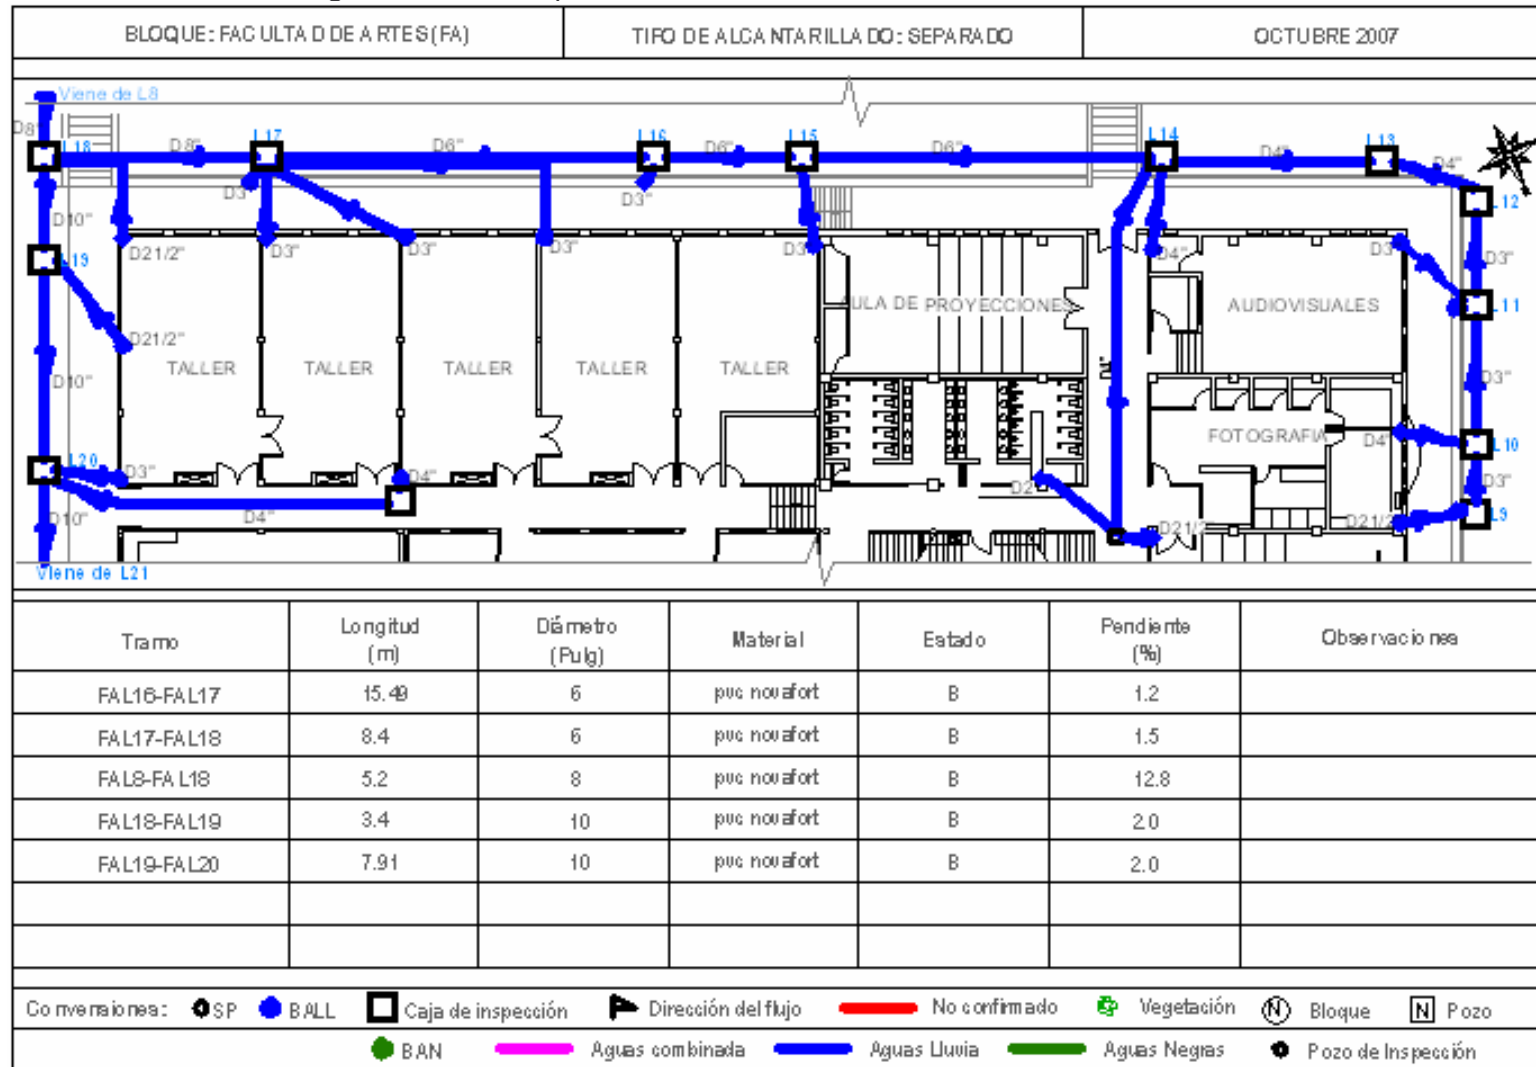 BLOQUE: FACULTAD DE ARTES (FA)
TIPO DE ALCANTARILLADO: SEPARADO
OCTUBRE 2007
Viene de L8
D8"
L18
D8"
L17
D6"
L16
D6"
L15
D6"
L14
D4"
L13
D4"
L12
D3"
D3"
D10"
L19
D21/2"
D3"
D3"
D3"
D3"
D4"
D3"
D3"
AULA DE PROYECCIONES
AUDIOVISUALES
L11
D21/2"
D10"
TALLER
TALLER
TALLER
TALLER
TALLER
D4"
D3"
FOTOGRAFIA
D4"
L10
L20
D3"
D4"
D2"
D3"
D10"
D4"
D21/2"
D21/2"
L9
Viene de L21
Tramo
Longitud (m)
Diámetro (Pulg)
Material
Estado
Pendiente (%)
Observaciones
FAL16-FAL17 15.49 6 pvc novafort B 1.2
FAL17-FAL18 8.4 6 pvc novafort B 1.5
FAL8-FAL18 5.2 8 pvc novafort B 12.8
FAL18-FAL19 3.4 10 pvc novafort B 2.0
FAL19-FAL20 7.91 10 pvc novafort B 2.0
Convensiones: SP BALL Caja de inspección Dirección del flujo No confirmado Vegetación N Bloque N Pozo
BAN Aguas combinada Aguas Lluvia Aguas Negras Pozo de Inspección